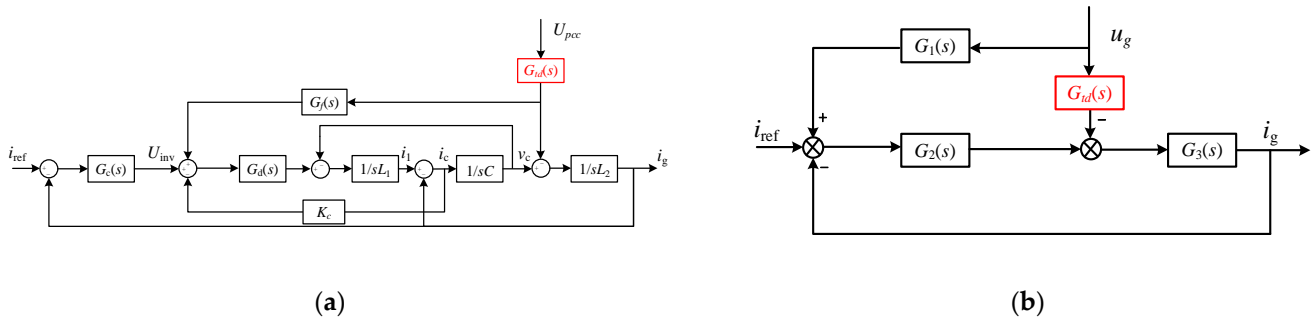 U_pcc
G_td(s)
G_f(s)
i_ref
G_c(s)
U_inv
G_d(s)
1/sL_1
i_1
i_c
1/sC
v_c
1/sL_2
i_g
K_c
(a)
u_g
G_1(s)
G_td(s)
+
−
i_ref
G_2(s)
G_3(s)
i_g
−
(b)